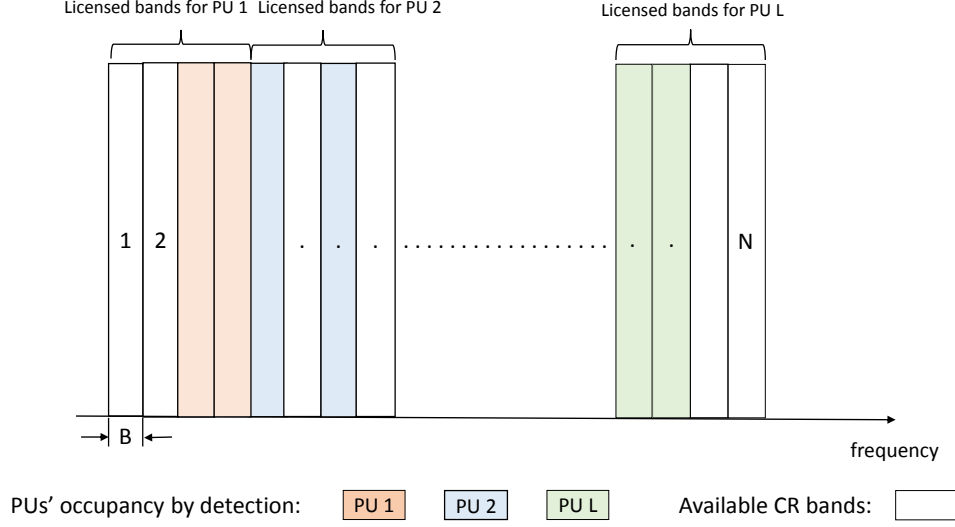 Licensed bands for PU 1 Licensed bands for PU 2 Licensed bands for PU L
1 2 . . . . . . . . . . . . . . . . . . . . . . N
B
frequency
PUs' occupancy by detection: PU 1 PU 2 PU L Available CR bands: